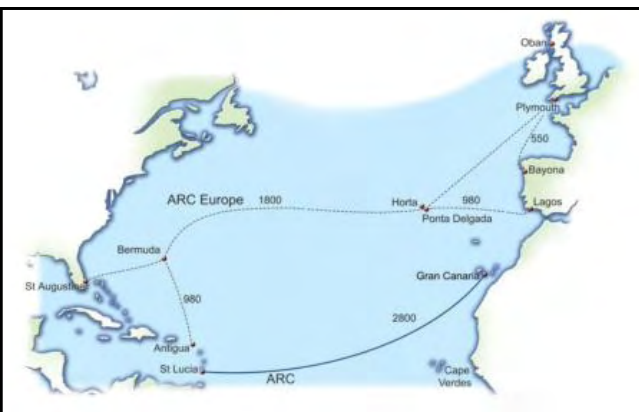 Oban
Plymouth
550
Bayona
ARC Europe
1800
Horta
980
Lagos
Ponta Delgada
Bermuda
Gran Canaria
St Augustine
980
2800
Antigua
St Lucia
ARC
Cape
Verdes